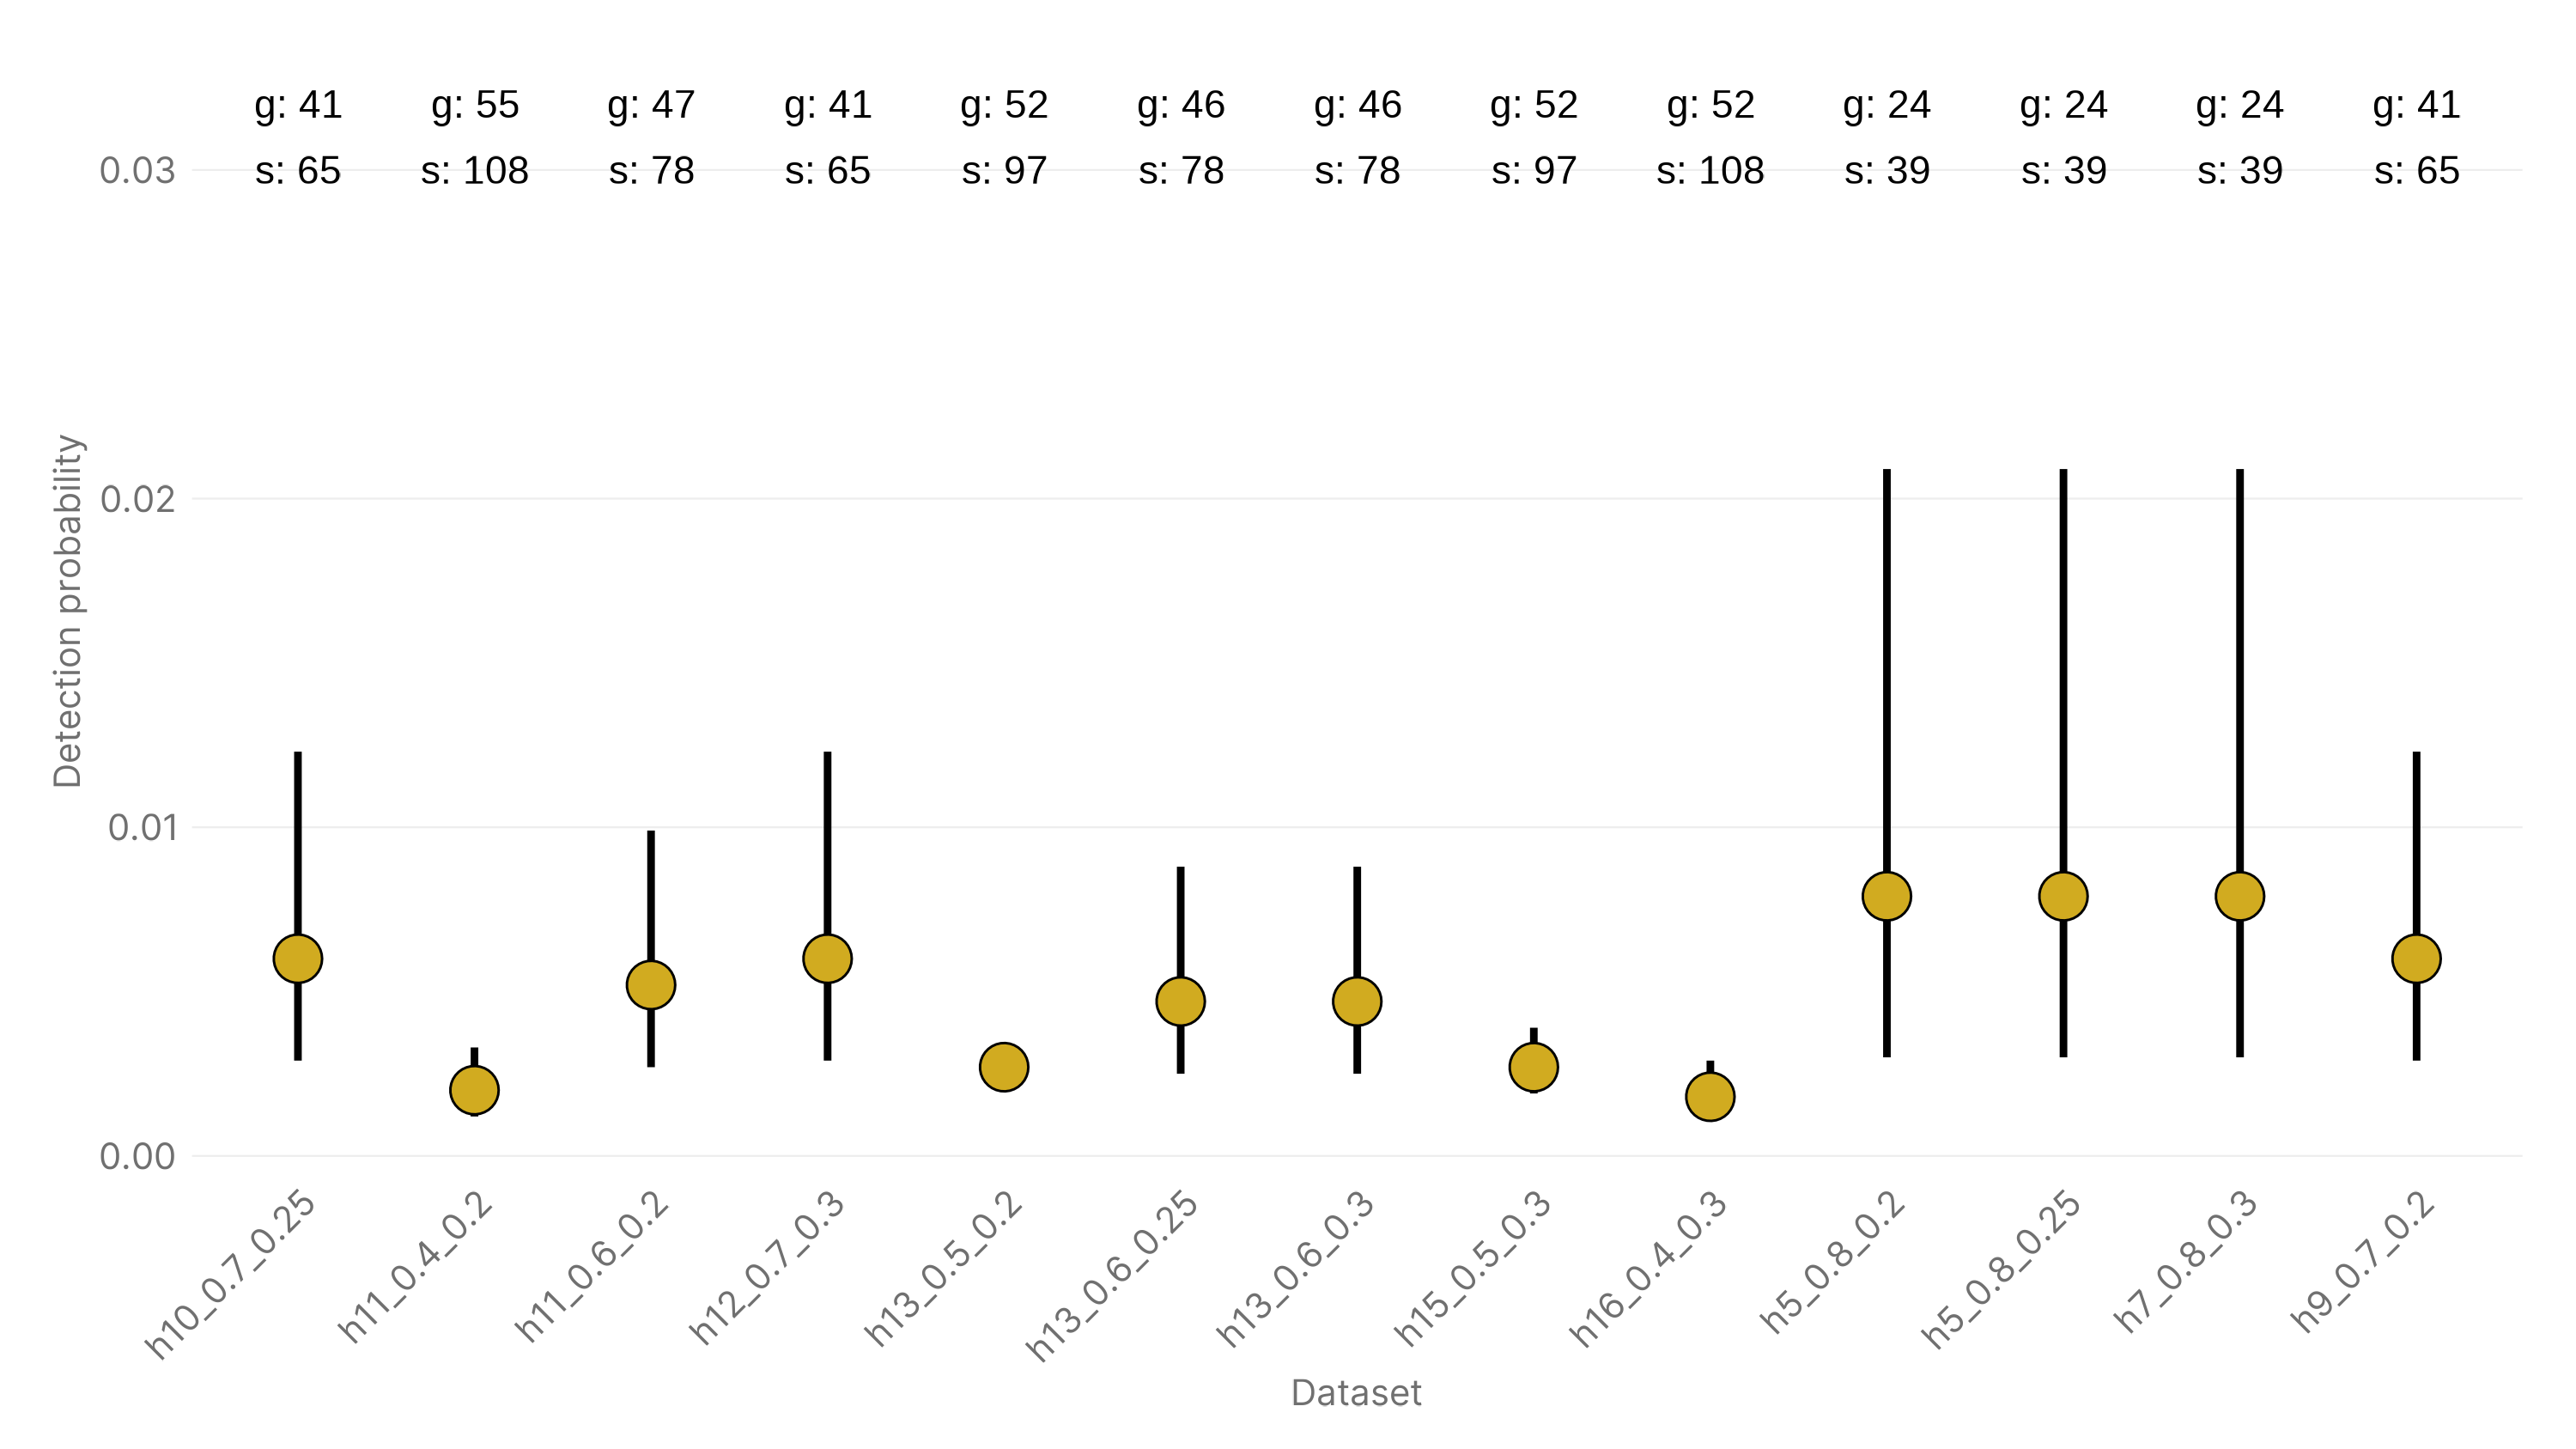 g: 41 g: 55 g: 47 g: 41 g: 52 g: 46 g: 46 g: 52 g: 52 g: 24 g: 24 g: 24 g: 41
0.03 s: 65 s: 108 s: 78 s: 65 s: 97 s: 78 s: 78 s: 97 s: 108 s: 39 s: 39 s: 39 s: 65
Detection probability
0.02
0.01
0.00
h10_0.7_0.25 h11_0.4_0.2 h11_0.6_0.2 h12_0.7_0.3 h13_0.5_0.2 h13_0.6_0.25 h13_0.6_0.3 h15_0.5_0.3 h16_0.4_0.3 h5_0.8_0.2 h5_0.8_0.25 h7_0.8_0.3 h9_0.7_0.2
Dataset